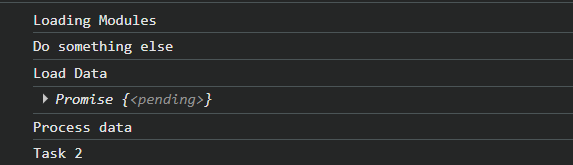 Loading Modules
Do something else
Load Data
Promise {<pending>}
Process data
Task 2